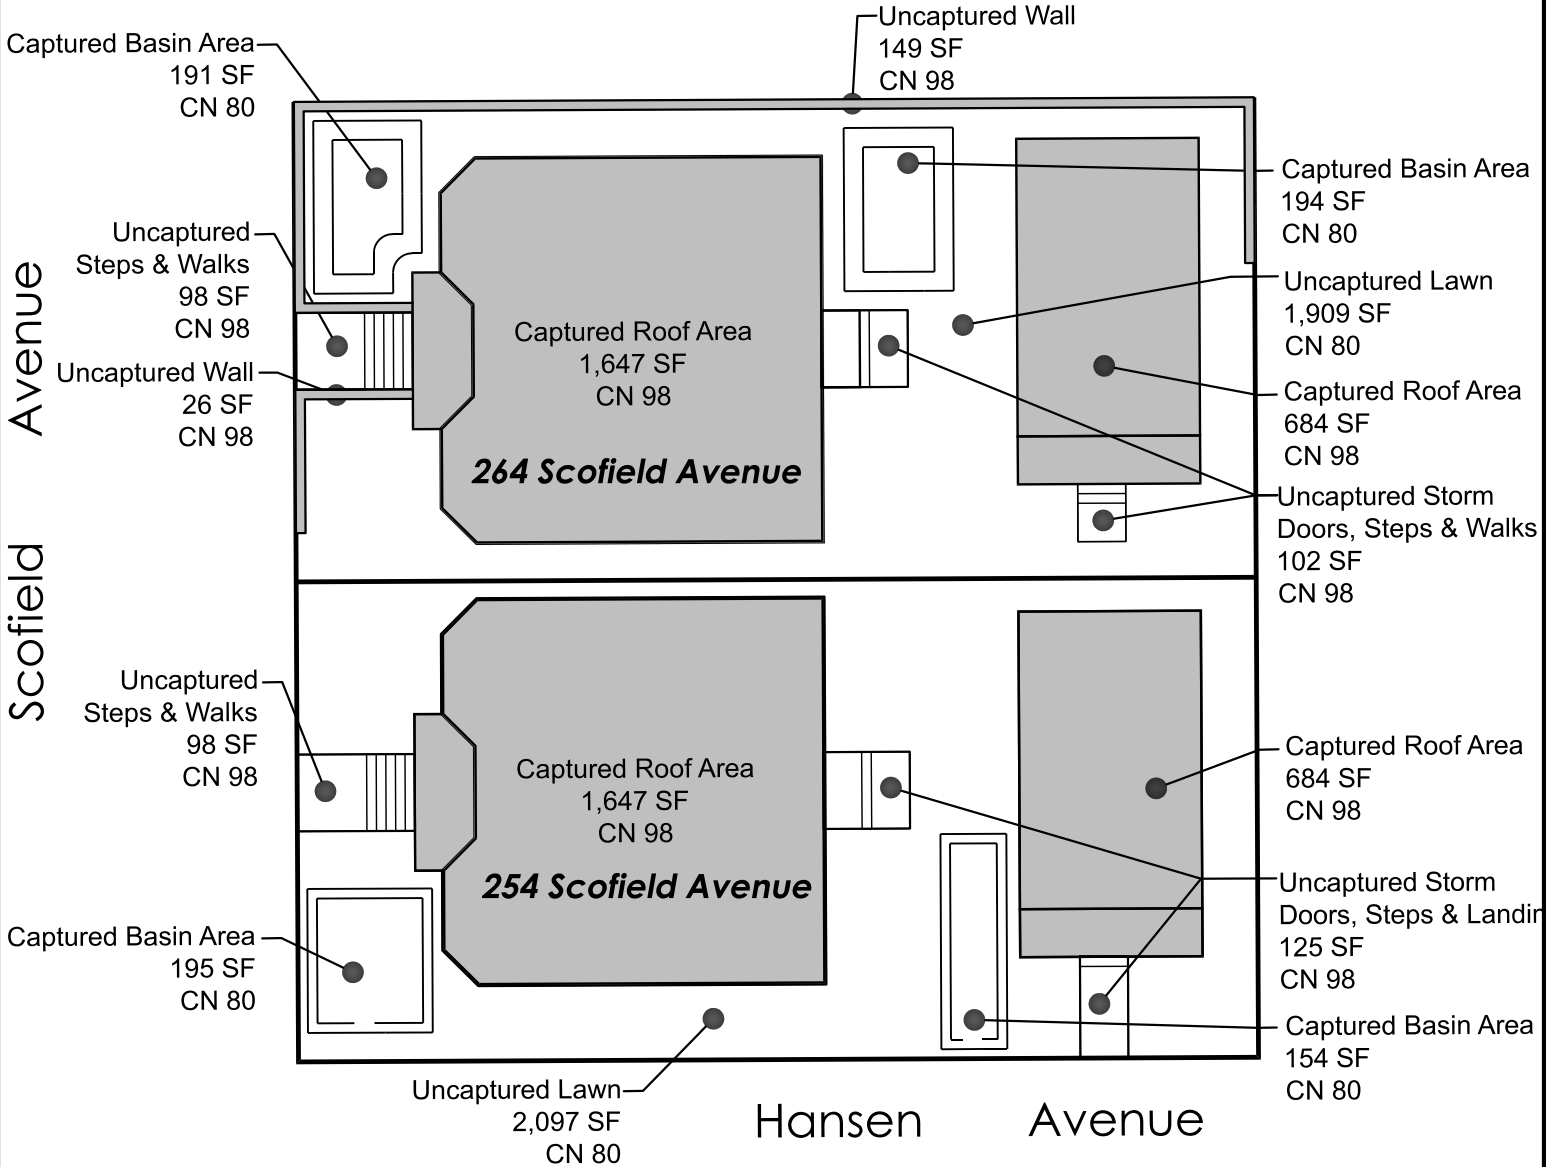 Uncaptured Wall
149 SF
CN 98
Captured Basin Area
191 SF
CN 80
Captured Basin Area
194 SF
CN 80
Uncaptured
Steps & Walks
98 SF
CN 98
Uncaptured Lawn
1,909 SF
CN 80
Captured Roof Area
1,647 SF
CN 98
Uncaptured Wall
26 SF
CN 98
Captured Roof Area
684 SF
CN 98
264 Scofield Avenue
Uncaptured Storm
Doors, Steps & Walks
102 SF
CN 98
Scofield Avenue
Uncaptured
Steps & Walks
98 SF
CN 98
Captured Roof Area
1,647 SF
CN 98
Captured Roof Area
684 SF
CN 98
254 Scofield Avenue
Uncaptured Storm
Doors, Steps & Landin
125 SF
CN 98
Captured Basin Area
195 SF
CN 80
Captured Basin Area
154 SF
CN 80
Uncaptured Lawn
2,097 SF
CN 80
Hansen Avenue